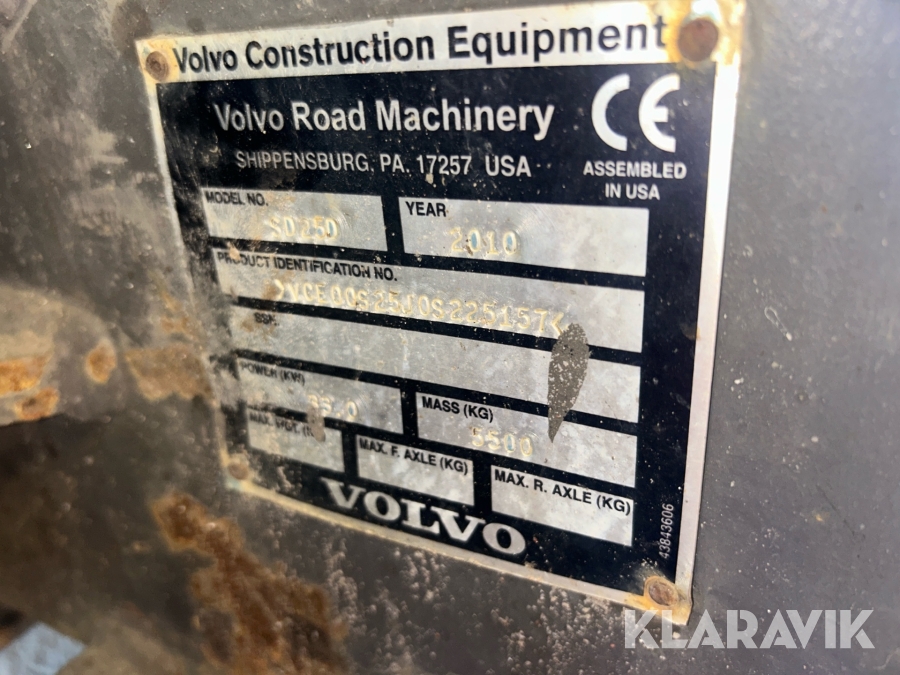 Volvo Construction Equipment
Volvo Road Machinery
SHIPPENSBURG, PA. 17257 USA
CE
ASSEMBLED
IN USA
MODEL NO.
YEAR
SD25D
2010
PRODUCT IDENTIFICATION NO.
>VCE00S25J0S225157<
POWER (KW)
MASS (KG)
5500
MAX. F. AXLE (KG)
MAX. R. AXLE (KG)
VOLVO
43843606
KLARAVIK